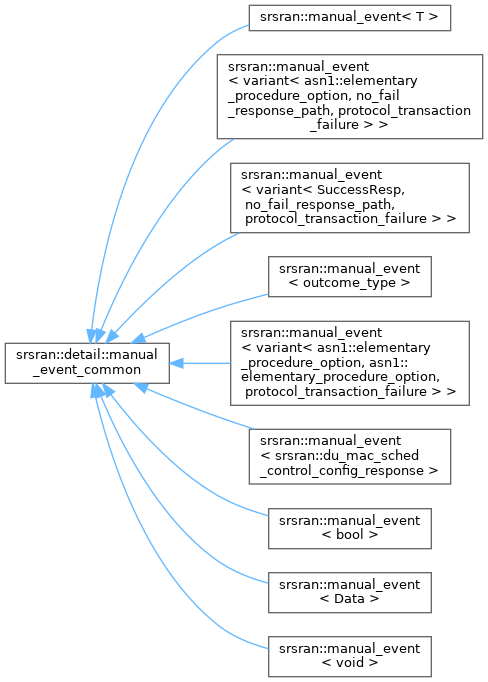 srsran::manual_event< T >
srsran::manual_event
< variant< asn1::elementary
_procedure_option, no_fail
_response_path, protocol_transaction
_failure > >
srsran::manual_event
< variant< SuccessResp,
no_fail_response_path,
protocol_transaction_failure > >
srsran::manual_event
< outcome_type >
srsran::detail::manual
_event_common
srsran::manual_event
< variant< asn1::elementary
_procedure_option, asn1::
elementary_procedure_option,
protocol_transaction_failure > >
srsran::manual_event
< srsran::du_mac_sched
_control_config_response >
srsran::manual_event
< bool >
srsran::manual_event
< Data >
srsran::manual_event
< void >